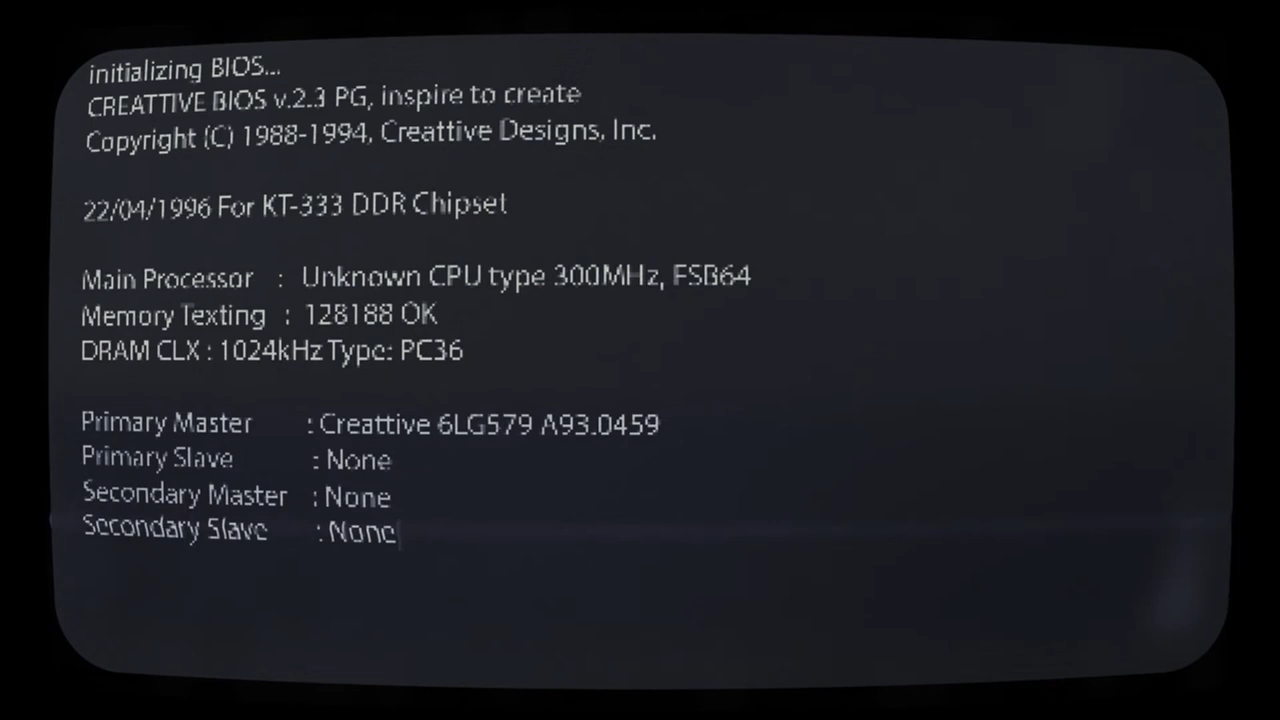 initializing BIOS...
CREATTIVE BIOS v.2.3 PG, inspire to create
Copyright (C) 1988-1994, Creattive Designs, Inc.
22/04/1996 For KT-333 DDR Chipset
Main Processor : Unknown CPU type 300MHz, FSB64
Memory Texting : 128188 OK
DRAM CLX : 1024kHz Type: PC36
Primary Master : Creattive 6LG579 A93.0459
Primary Slave : None
Secondary Master : None
Secondary Slave : None